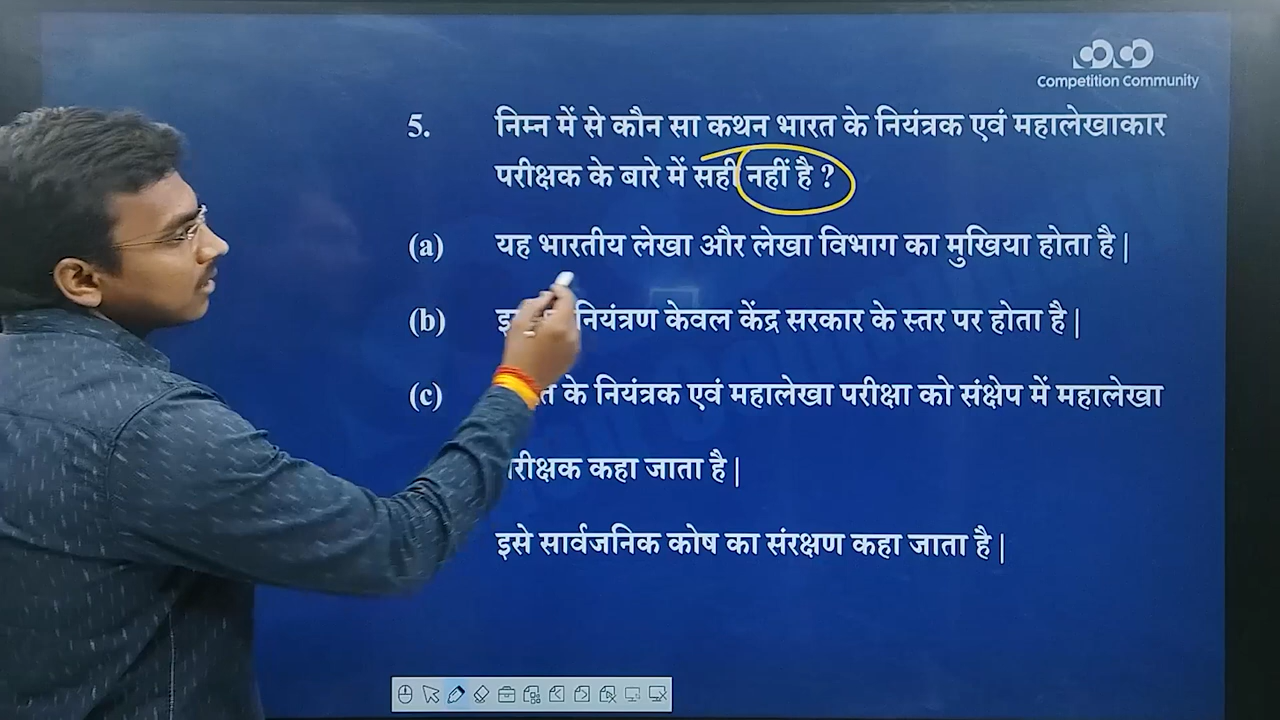 Competition Community
5. निम्न में से कौन सा कथन भारत के नियंत्रक एवं महालेखाकार
परीक्षक के बारे में सही नहीं है ?
(a) यह भारतीय लेखा और लेखा विभाग का मुखिया होता है |
(b) नियंत्रण केवल केंद्र सरकार के स्तर पर होता है |
(c) के नियंत्रक एवं महालेखा परीक्षा को संक्षेप में महालेखा
परीक्षक कहा जाता है |
इसे सार्वजनिक कोष का संरक्षण कहा जाता है |